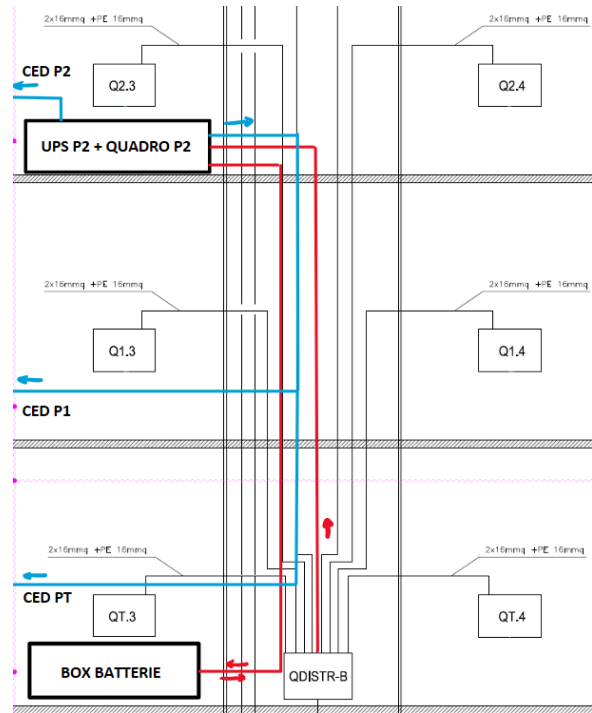 2x16mmq +PE 16mmq
2x16mmq +PE 16mmq
CED P2
Q2.3
Q2.4
UPS P2 + QUADRO P2
2x16mmq +PE 16mmq
2x16mmq +PE 16mmq
Q1.3
Q1.4
CED P1
2x16mmq +PE 16mmq
2x16mmq +PE 16mmq
CED PT
QT.3
QT.4
BOX BATTERIE
QDISTR-B